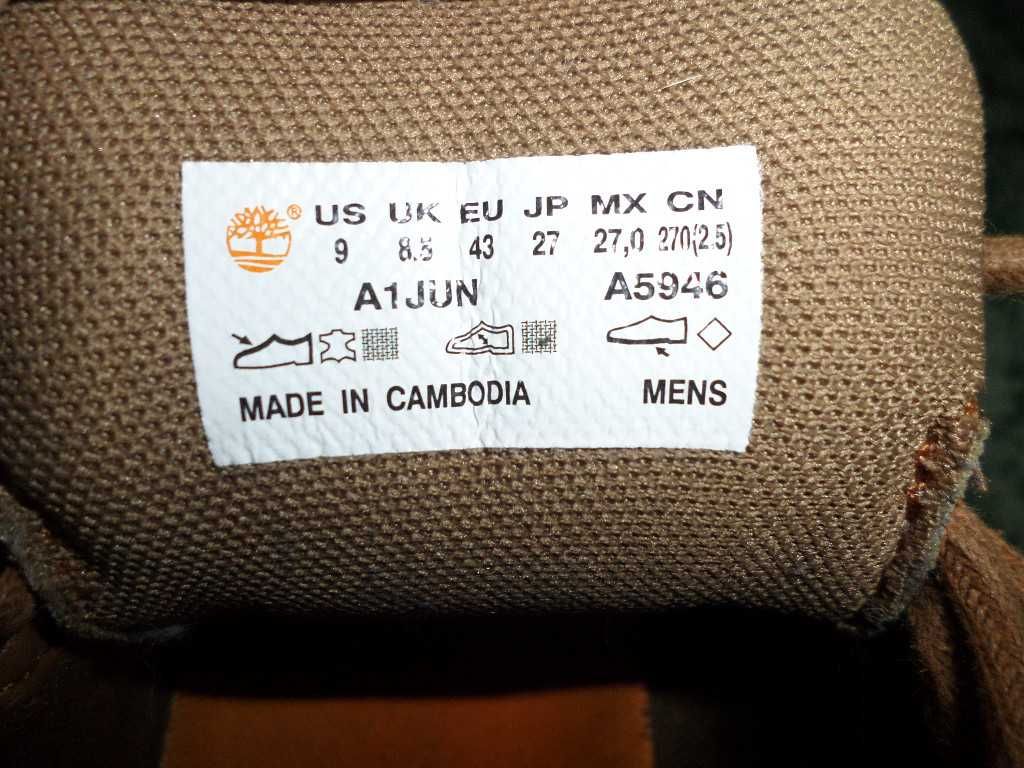 ® US UK EU JP MX CN
9 8.5 43 27 27,0 270(2.5)
A1JUN A5946
MADE IN CAMBODIA MENS